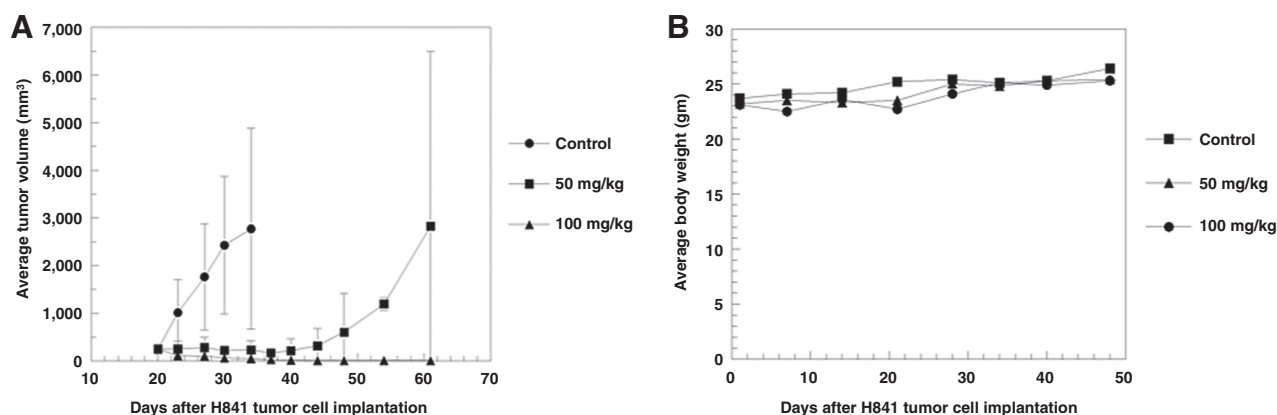 A
Average tumor volume (mm³)
7,000
6,000
5,000
4,000
3,000
2,000
1,000
0
10
20
30
40
50
60
70
Days after H841 tumor cell implantation
Control
50 mg/kg
100 mg/kg
B
Average body weight (gm)
30
25
20
15
10
5
0
0
10
20
30
40
50
Days after H841 tumor cell implantation
Control
50 mg/kg
100 mg/kg